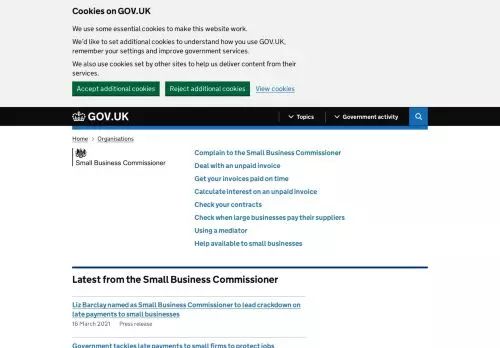 Cookies on GOV.UK
We use some essential cookies to make this website work.
We'd like to set additional cookies to understand how you use GOV.UK,
remember your settings and improve government services.
We also use cookies set by other sites to help us deliver content from their
services.
Accept additional cookies Reject additional cookies View cookies
GOV.UK Topics Government activity
Home > Organisations
Small Business Commissioner
Complain to the Small Business Commissioner
Deal with an unpaid invoice
Get your invoices paid on time
Calculate interest on an unpaid invoice
Check your contracts
Check when large businesses pay their suppliers
Using a mediator
Help available to small businesses
Latest from the Small Business Commissioner
Liz Barclay named as Small Business Commissioner to lead crackdown on
late payments to small businesses
16 March 2021 Press release
Government tackles late payments to small firms to protect jobs